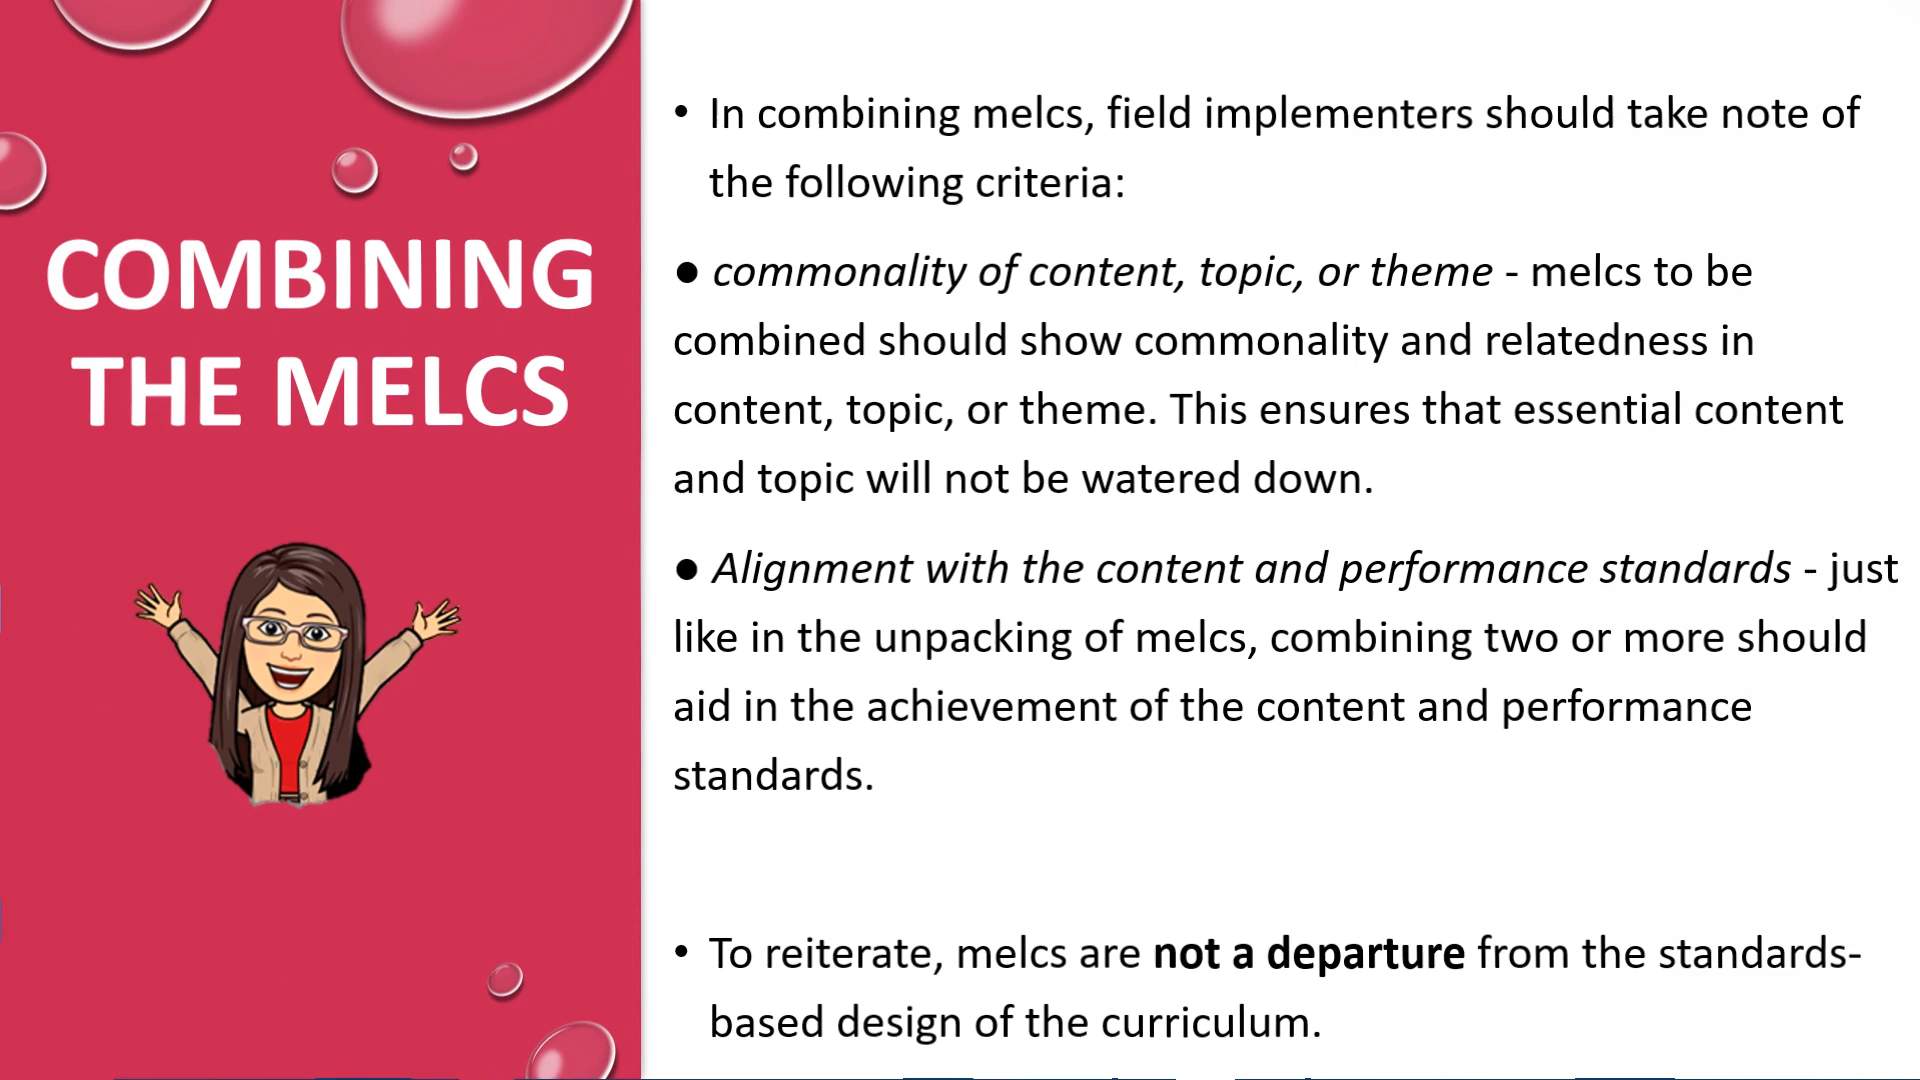 COMBINING
THE MELCS
• In combining melcs, field implementers should take note of
the following criteria:
● commonality of content, topic, or theme - melcs to be
combined should show commonality and relatedness in
content, topic, or theme. This ensures that essential content
and topic will not be watered down.
● Alignment with the content and performance standards - just
like in the unpacking of melcs, combining two or more should
aid in the achievement of the content and performance
standards.
• To reiterate, melcs are not a departure from the standards-
based design of the curriculum.